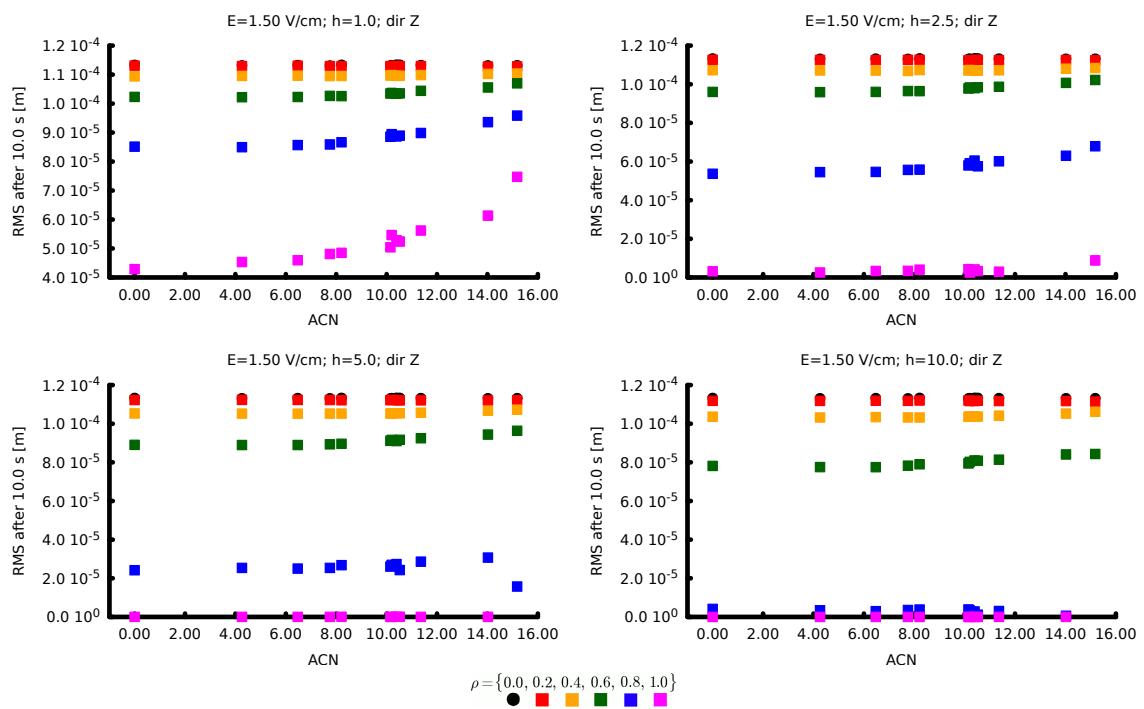 E=1.50 V/cm; h=1.0; dir Z
RMS after 10.0 s [m]
1.2 10^-4
1.1 10^-4
1.0 10^-4
9.0 10^-5
8.0 10^-5
7.0 10^-5
6.0 10^-5
5.0 10^-5
4.0 10^-5
0.00 2.00 4.00 6.00 8.00 10.00 12.00 14.00 16.00
ACN
E=1.50 V/cm; h=2.5; dir Z
RMS after 10.0 s [m]
1.2 10^-4
1.0 10^-4
8.0 10^-5
6.0 10^-5
4.0 10^-5
2.0 10^-5
0.0 10^0
0.00 2.00 4.00 6.00 8.00 10.00 12.00 14.00 16.00
ACN
E=1.50 V/cm; h=5.0; dir Z
RMS after 10.0 s [m]
1.2 10^-4
1.0 10^-4
8.0 10^-5
6.0 10^-5
4.0 10^-5
2.0 10^-5
0.0 10^0
0.00 2.00 4.00 6.00 8.00 10.00 12.00 14.00 16.00
ACN
E=1.50 V/cm; h=10.0; dir Z
RMS after 10.0 s [m]
1.2 10^-4
1.0 10^-4
8.0 10^-5
6.0 10^-5
4.0 10^-5
2.0 10^-5
0.0 10^0
0.00 2.00 4.00 6.00 8.00 10.00 12.00 14.00 16.00
ACN
ρ={0.0, 0.2, 0.4, 0.6, 0.8, 1.0}